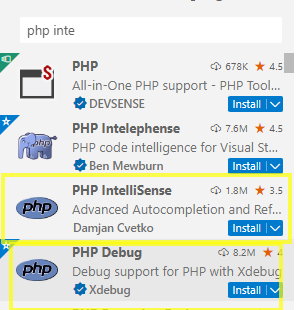 php inte
PHP 678K ★ 4.5
All-in-One PHP support - PHP Tool...
DEVSENSE Install
PHP Intelephense 7.6M ★ 4.5
PHP code intelligence for Visual St...
Ben Mewburn Install
php
PHP IntelliSense 1.8M ★ 3.5
Advanced Autocompletion and Ref...
Damjan Cvetko Install
php
PHP Debug 8.2M ★ 4
Debug support for PHP with Xdebug
Xdebug Install